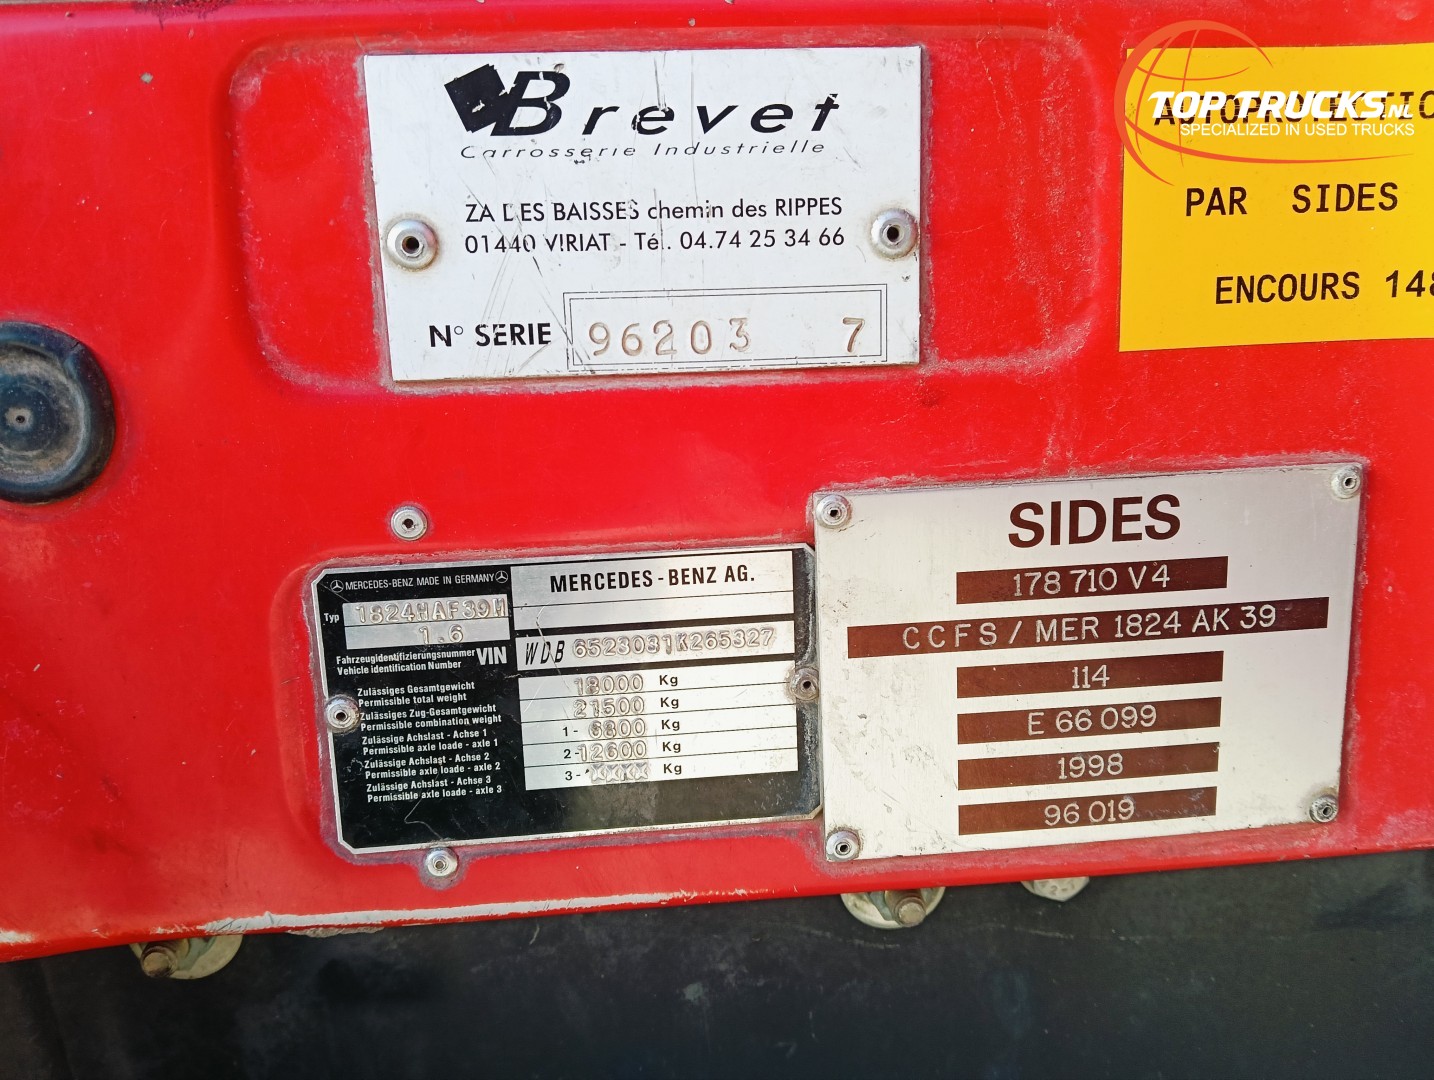 Brevet
Carrosserie Industrielle
ZA DES BAISSES chemin des RIPPES
01440 VIRIAT - Tél. 04.74 25 34 66
N° SERIE 96203 7
TOPTRUCKS.NL
SPECIALIZED IN USED TRUCKS
AUTOPROTECTIO
PAR SIDES
ENCOURS 148
MERCEDES-BENZ MADE IN GERMANY
MERCEDES - BENZ AG.
Typ 1824HAF39H
1.6
Fahrzeugidentifizierungsnummer
Vehicle identification Number
VIN WDB 6523031K265327
Zulässiges Gesamtgewicht
Permissible total weight
18000 Kg
Zulässiges Zug-Gesamtgewicht
Permissible combination weight
21500 Kg
Zulässige Achslast - Achse 1
Permissible axle loade - axle 1
1- 6800 Kg
Zulässige Achslast - Achse 2
Permissible axle loade - axle 2
2- 12600 Kg
Zulässige Achslast - Achse 3
Permissible axle loade - axle 3
3- XXXX Kg
SIDES
178 710 V4
CCFS / MER 1824 AK 39
114
E 66 099
1998
96 019